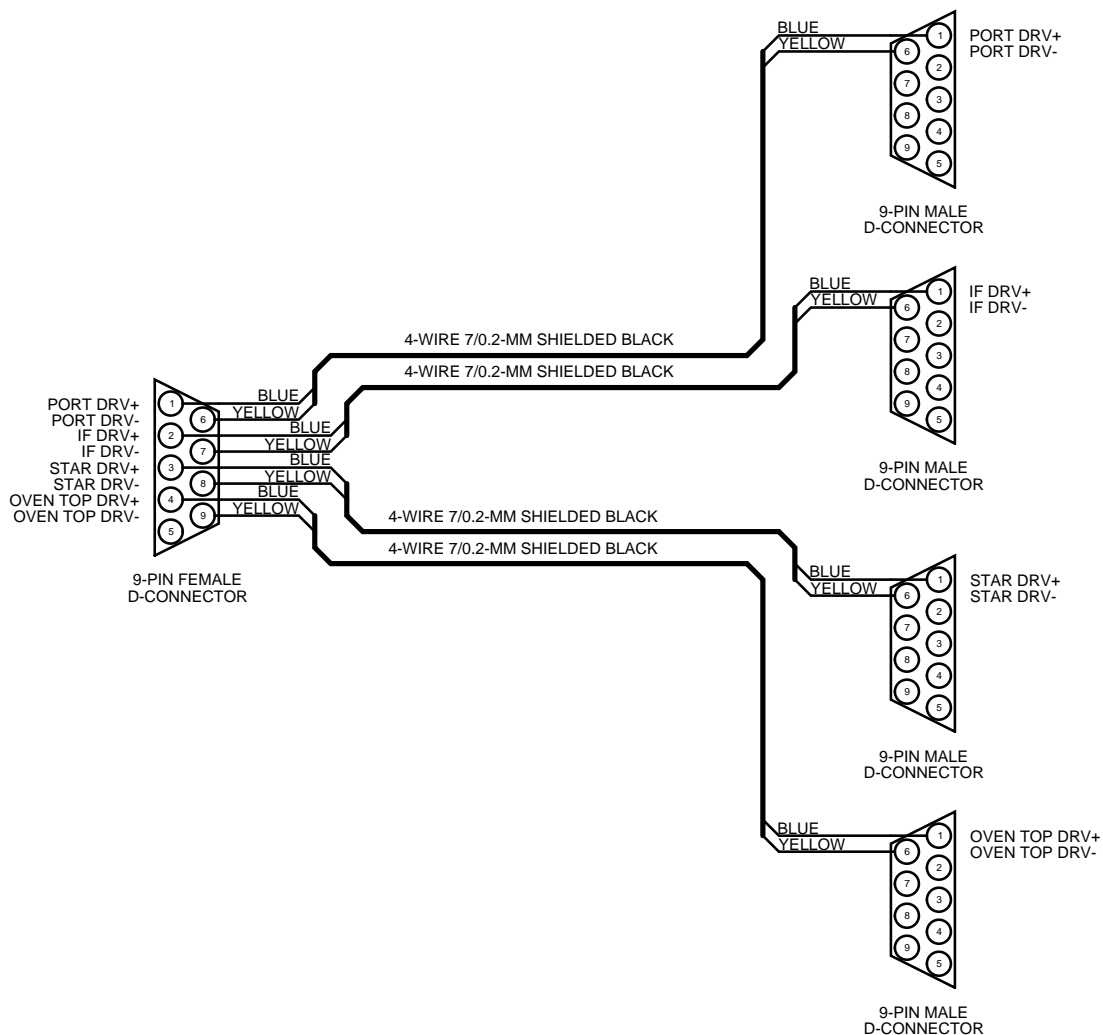 BLUE
YELLOW
1
6
2
7
3
8
4
9
5
PORT DRV+
PORT DRV-
9-PIN MALE
D-CONNECTOR
BLUE
YELLOW
1
6
2
7
3
8
4
9
5
IF DRV+
IF DRV-
9-PIN MALE
D-CONNECTOR
4-WIRE 7/0.2-MM SHIELDED BLACK
4-WIRE 7/0.2-MM SHIELDED BLACK
PORT DRV+
PORT DRV-
IF DRV+
IF DRV-
STAR DRV+
STAR DRV-
OVEN TOP DRV+
OVEN TOP DRV-
1
6
2
7
3
8
4
9
5
BLUE
YELLOW
BLUE
YELLOW
BLUE
YELLOW
BLUE
YELLOW
9-PIN FEMALE
D-CONNECTOR
4-WIRE 7/0.2-MM SHIELDED BLACK
4-WIRE 7/0.2-MM SHIELDED BLACK
BLUE
YELLOW
1
6
2
7
3
8
4
9
5
STAR DRV+
STAR DRV-
9-PIN MALE
D-CONNECTOR
BLUE
YELLOW
1
6
2
7
3
8
4
9
5
OVEN TOP DRV+
OVEN TOP DRV-
9-PIN MALE
D-CONNECTOR